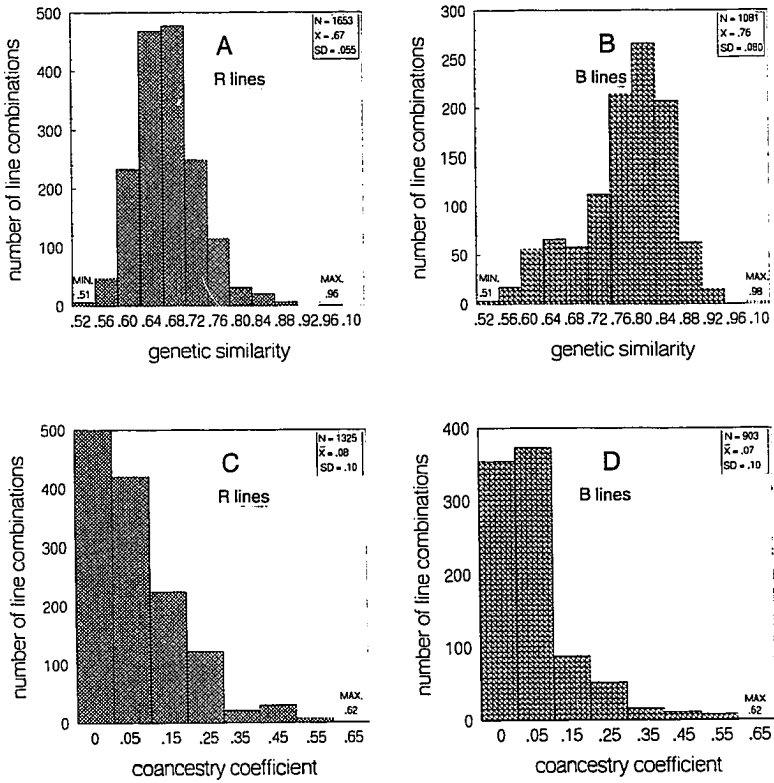 500
400
300
200
100
0
number of line combinations
A
R lines
N = 1653
X = .67
SD = .055
MIN.
.51
MAX.
.96
.52 .56 .60 .64 .68 .72 .76 .80 .84 .88 .92 .96 .10
genetic similarity
300
250
200
150
100
50
0
number of line combinations
B
B lines
N = 1081
X = .76
SD = .080
MIN.
.51
MAX.
.98
.52 .56 .60 .64 .68 .72 .76 .80 .84 .88 .92 .96 .10
genetic similarity
500
400
300
200
100
0
number of line combinations
C
R lines
N = 1325
X̄ = .08
SD = .10
MAX.
.62
0 .05 .15 .25 .35 .45 .55 .65
coancestry coefficient
400
300
200
100
0
number of line combinations
D
B lines
N = 903
X̄ = .07
SD = .10
MAX.
.62
0 .05 .15 .25 .35 .45 .55 .65
coancestry coefficient